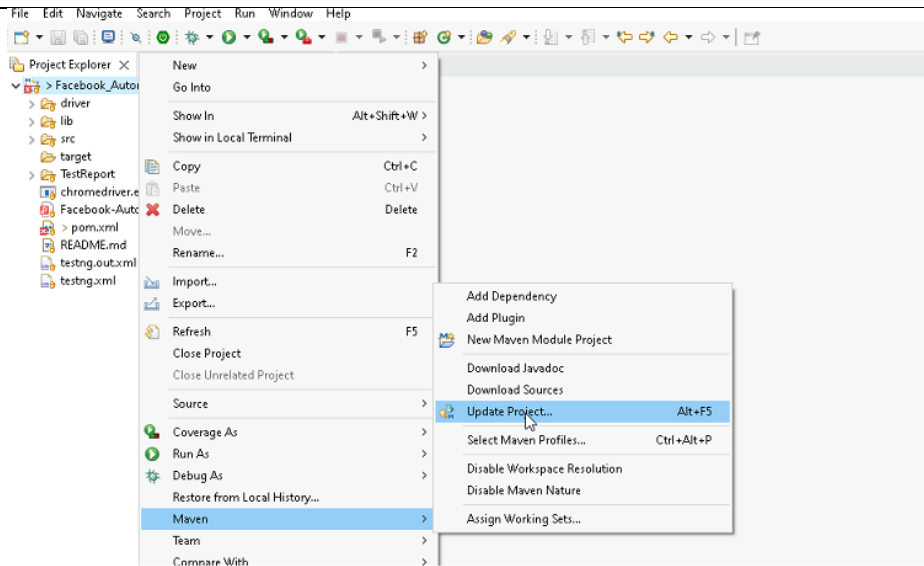 File Edit Navigate Search Project Run Window Help
Project Explorer
> Facebook_Autor
driver
lib
src
target
TestReport
chromedriver.e
Facebook-Auto
> pom.xml
README.md
testng.out.xml
testng.xml
New
Go Into
Show In Alt+Shift+W >
Show in Local Terminal
Copy Ctrl+C
Paste Ctrl+V
Delete Delete
Move...
Rename... F2
Import...
Export...
Refresh F5
Close Project
Close Unrelated Project
Source
Coverage As
Run As
Debug As
Restore from Local History...
Maven
Team
Compare With
Add Dependency
Add Plugin
New Maven Module Project
Download Javadoc
Download Sources
Update Project... Alt+F5
Select Maven Profiles... Ctrl+Alt+P
Disable Workspace Resolution
Disable Maven Nature
Assign Working Sets...